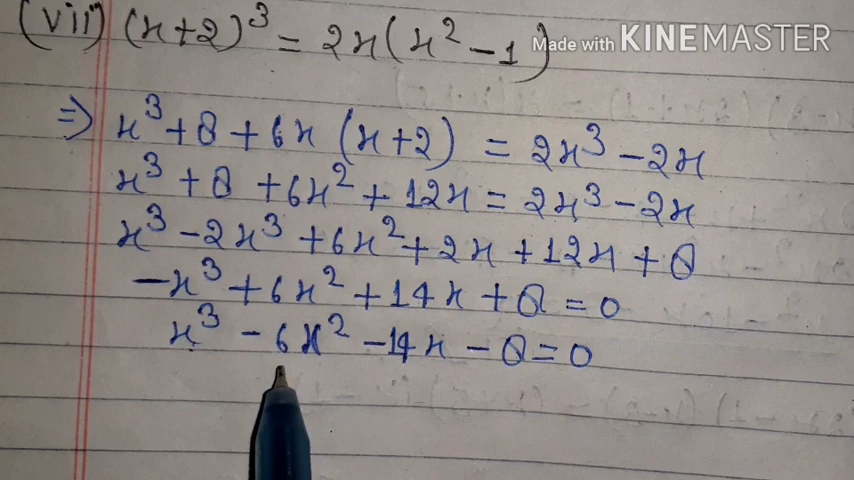 (vii) (x+2)³ = 2x(x² - 1)
Made with KINEMASTER
⇒ x³ + 8 + 6x (x+2) = 2x³ - 2x
x³ + 8 + 6x² + 12x = 2x³ - 2x
x³ - 2x³ + 6x² + 2x + 12x + 8
-x³ + 6x² + 14x + 8 = 0
x³ - 6x² - 14x - 8 = 0